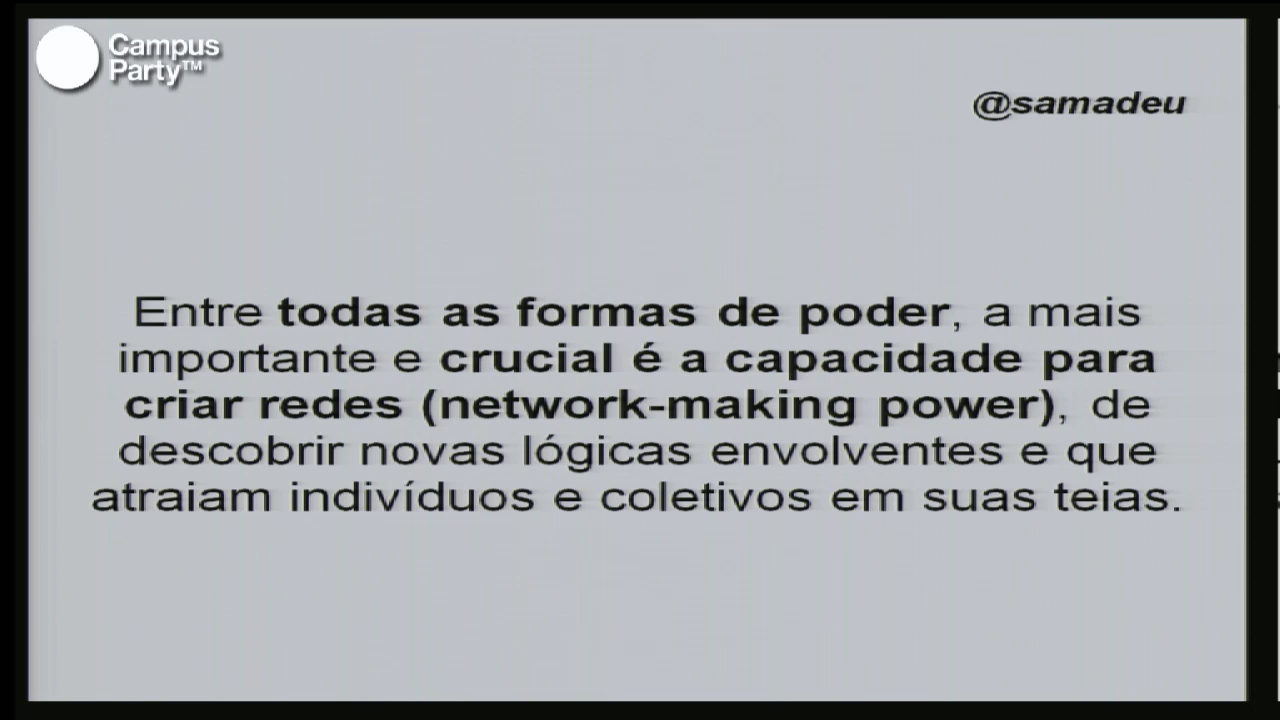 Campus
Party™
@samadeu
Entre todas as formas de poder, a mais
importante e crucial é a capacidade para
criar redes (network-making power), de
descobrir novas lógicas envolventes e que
atraiam indivíduos e coletivos em suas teias.